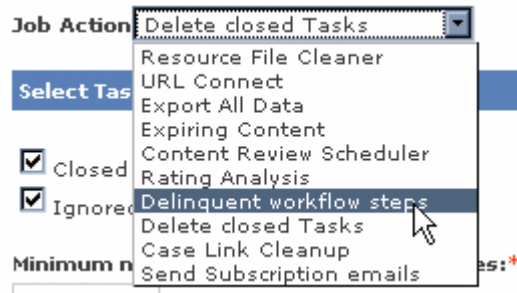 Job Action Delete closed Tasks
Resource File Cleaner
URL Connect
Select Tas
Export All Data
Expiring Content
Content Review Scheduler
Closed
Rating Analysis
Delinquent workflow steps
Ignored
Delete closed Tasks
Case Link Cleanup
Minimum n es:*
Send Subscription emails